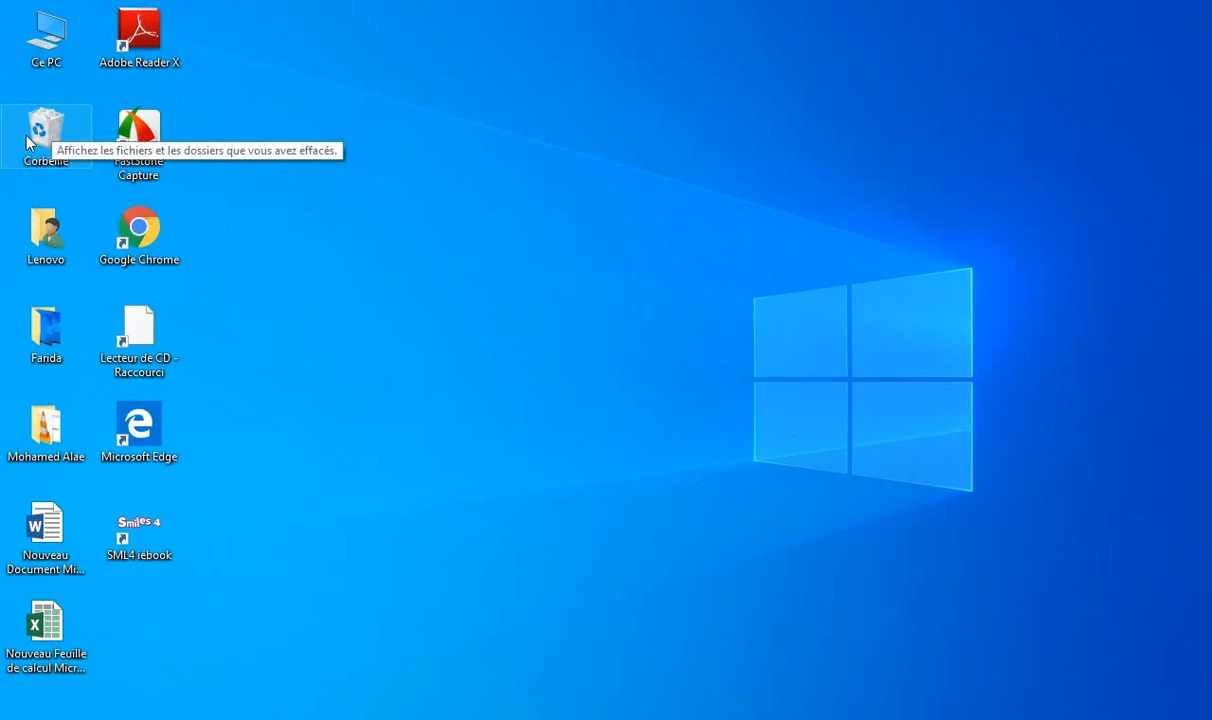 Ce PC
Adobe Reader X
Affichez les fichiers et les dossiers que vous avez effacés.
Corbeille
FastStone
Capture
Lenovo
Google Chrome
Farida
Lecteur de CD -
Raccourci
Mohamed Alae
Microsoft Edge
Nouveau
Document Mi...
Smiles 4
SML4 iebook
Nouveau Feuille
de calcul Micr...